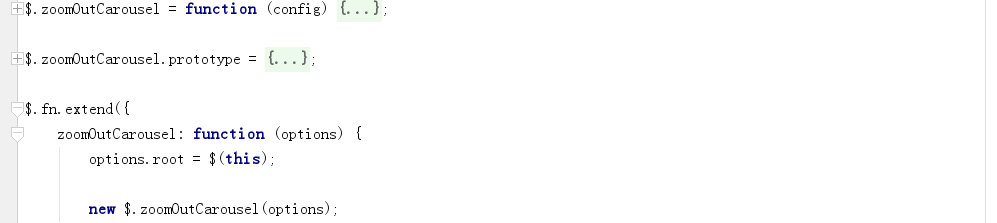 $.zoomOutCarousel = function (config) {...};
$.zoomOutCarousel.prototype = {...};
$.fn.extend({
zoomOutCarousel: function (options) {
options.root = $(this);
new $.zoomOutCarousel(options);